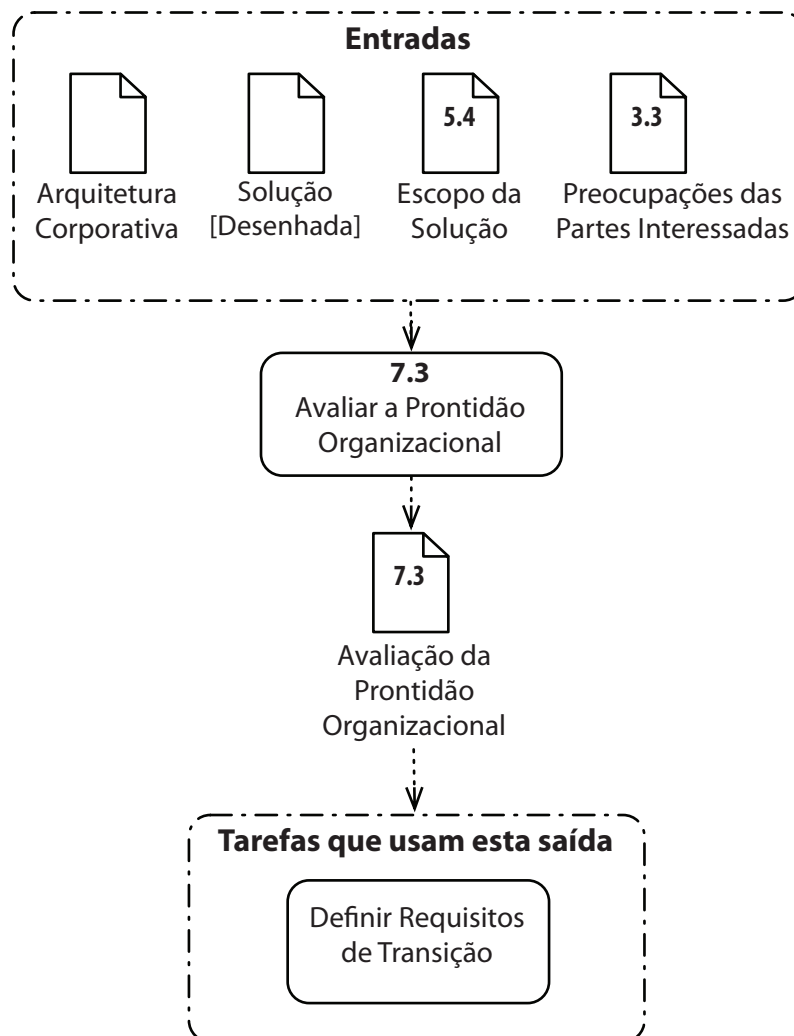 Entradas
5.4
3.3
Arquitetura
Corporativa
Solução
[Desenhada]
Escopo da
Solução
Preocupações das
Partes Interessadas
7.3
Avaliar a Prontidão
Organizacional
7.3
Avaliação da
Prontidão
Organizacional
Tarefas que usam esta saída
Definir Requisitos
de Transição